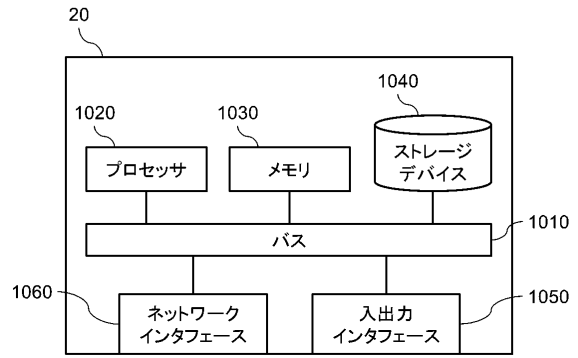 20
1020
プロセッサ
1030
メモリ
1040
ストレージ
デバイス
バス
1010
1060
ネットワーク
インタフェース
入出力
インタフェース
1050